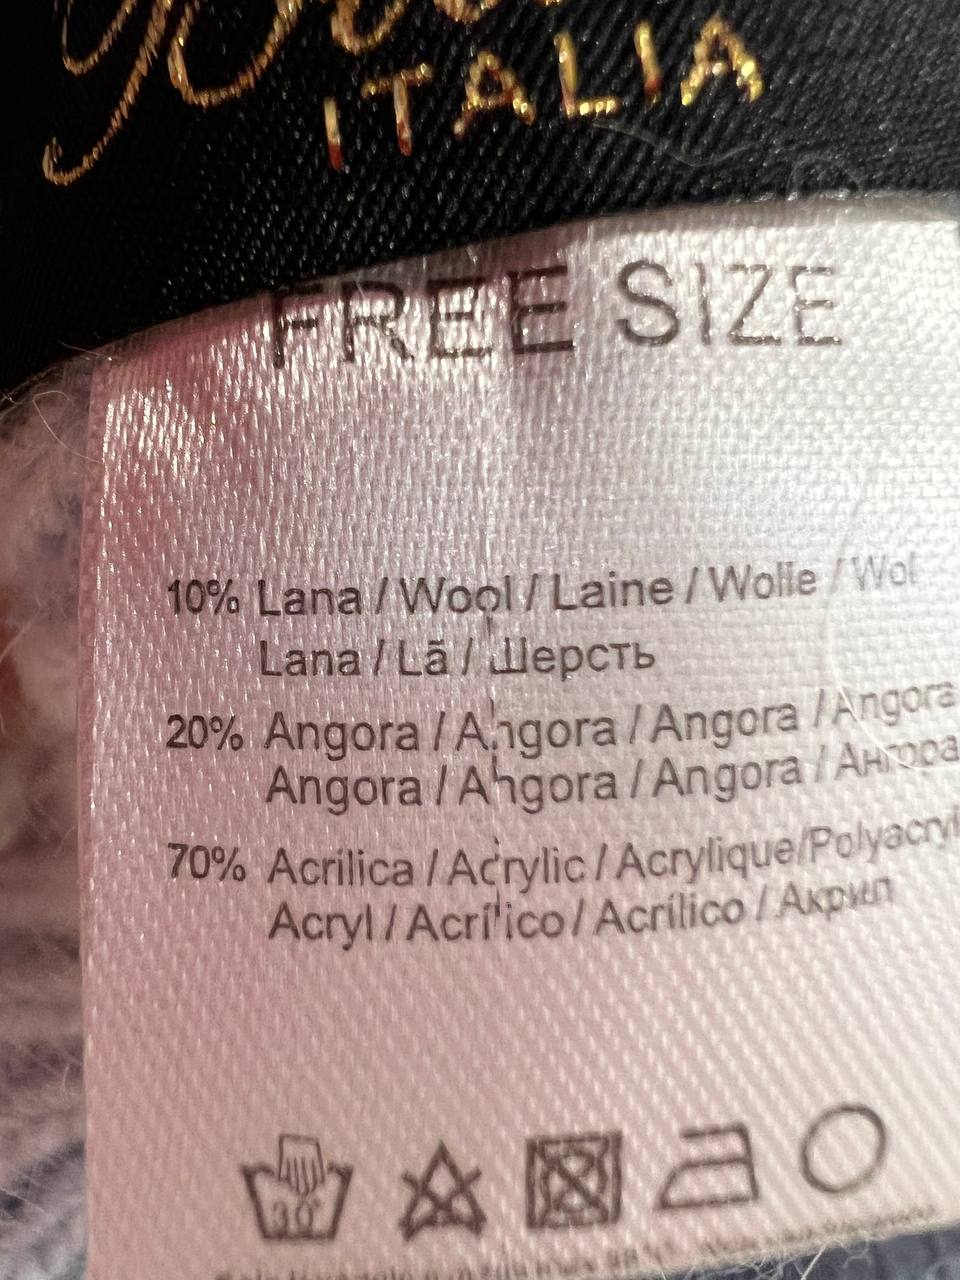 ITALIA
FREE SIZE
10% Lana / Wool / Laine / Wolle / Wol
Lana / Lã / Шерсть
20% Angora / Angora / Angora / Angora
Angora / Angora / Angora / Ангора
70% Acrilica / Acrylic / Acrylique/Polyacryl
Acryl / Acrílico / Acrílico / Акрил
30°